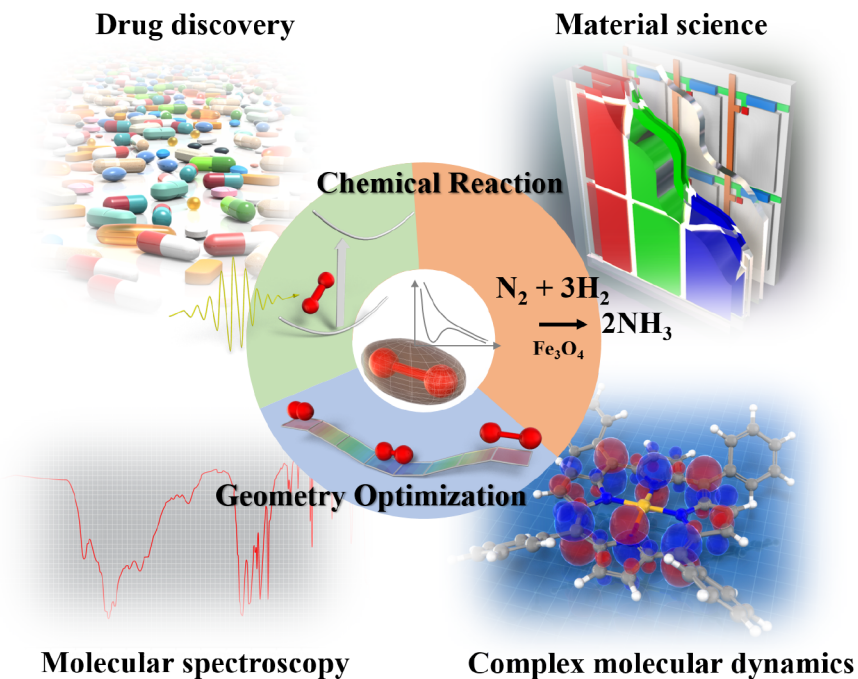 Drug discovery
Material science
Chemical Reaction
N₂ + 3H₂
2NH₃
Fe₃O₄
Geometry Optimization
Molecular spectroscopy
Complex molecular dynamics